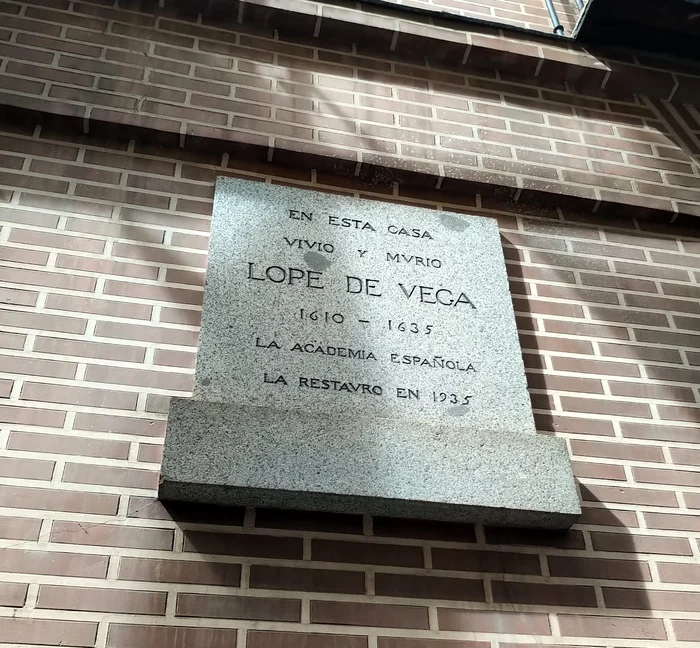 EN ESTA CASA
VIVIO Y MVRIO
LOPE DE VEGA
1610 - 1635
LA ACADEMIA ESPAÑOLA
LA RESTAVRO EN 1935